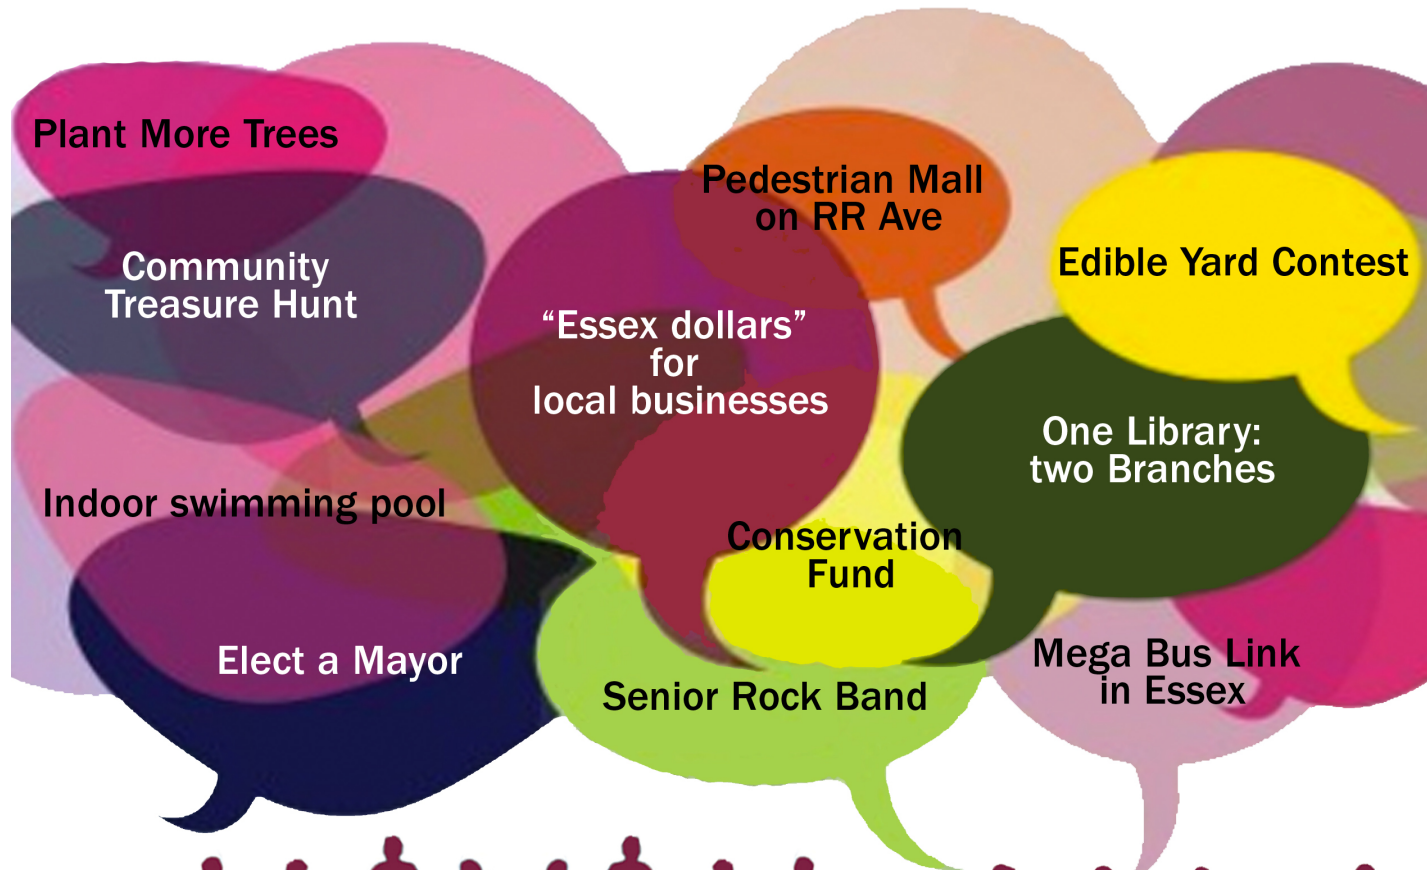 Plant More Trees
Community
Treasure Hunt
Pedestrian Mall
on RR Ave
Edible Yard Contest
“Essex dollars”
for
local businesses
One Library:
two Branches
Indoor swimming pool
Conservation
Fund
Elect a Mayor
Senior Rock Band
Mega Bus Link
in Essex